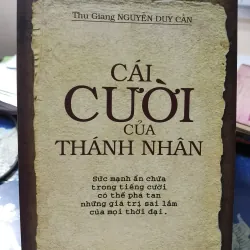 Thu Giang NGUYỄN DUY CẦN
CÁI
CƯỜI
CỦA
THÁNH NHÂN
Sức mạnh ẩn chứa
trong tiếng cười
có thể phá tan
những giá trị sai lầm
của mọi thời đại.